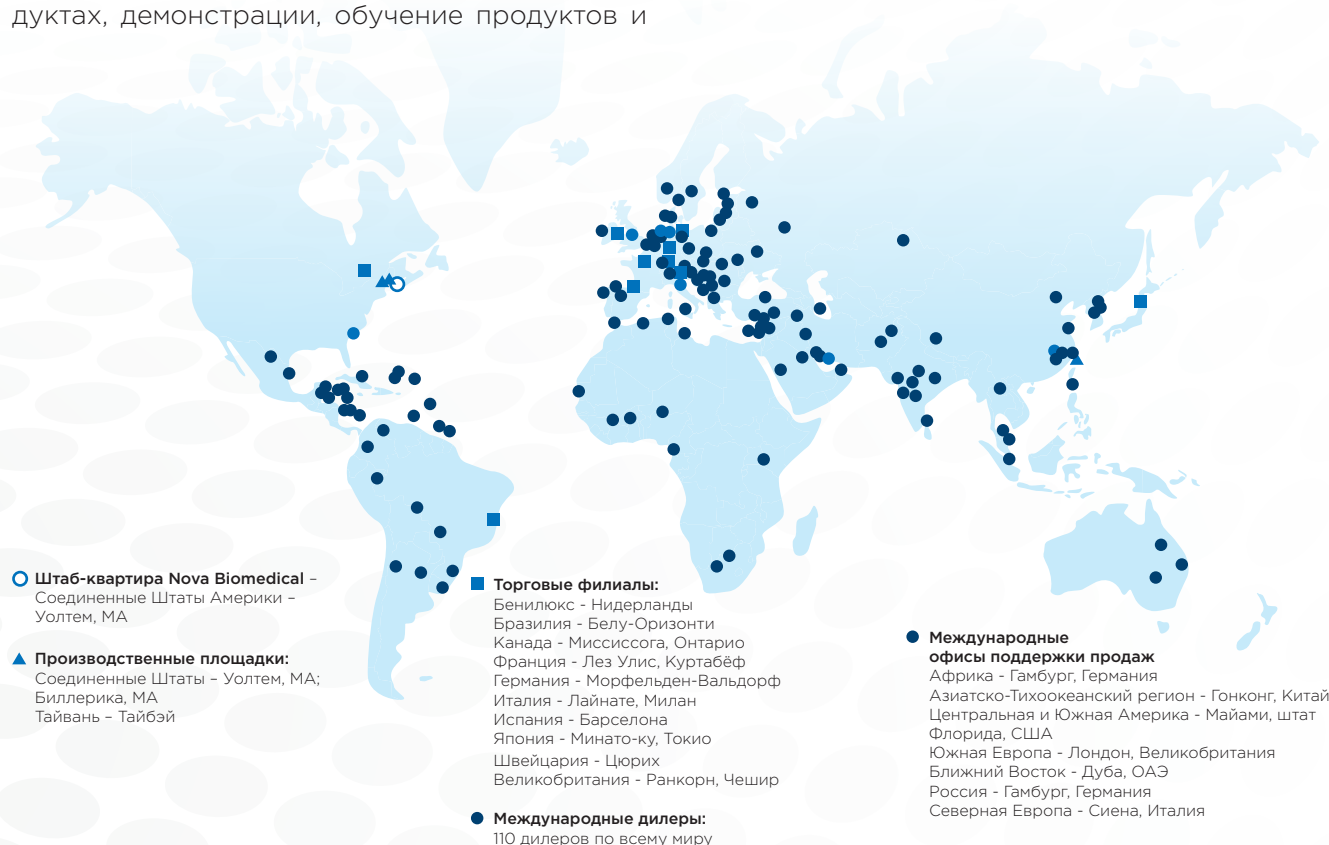 дуктах, демонстрации, обучение продуктов и
Штаб-квартира Nova Biomedical –
Соединенные Штаты Америки –
Уолтем, МА
Производственные площадки:
Соединенные Штаты – Уолтем, МА;
Биллерика, МА
Тайвань – Тайбэй
Торговые филиалы:
Бенилюкс - Нидерланды
Бразилия - Белу-Оризонти
Канада - Миссиссога, Онтарио
Франция - Лез Улис, Куртабёф
Германия - Морфельден-Вальдорф
Италия - Лайнате, Милан
Испания - Барселона
Япония - Минато-ку, Токио
Швейцария - Цюрих
Великобритания - Ранкорн, Чешир
Международные дилеры:
110 дилеров по всему миру
Международные
офисы поддержки продаж
Африка - Гамбург, Германия
Азиатско-Тихоокеанский регион - Гонконг, Китай
Центральная и Южная Америка - Майами, штат
Флорида, США
Южная Европа - Лондон, Великобритания
Ближний Восток - Дуба, ОАЭ
Россия - Гамбург, Германия
Северная Европа - Сиена, Италия